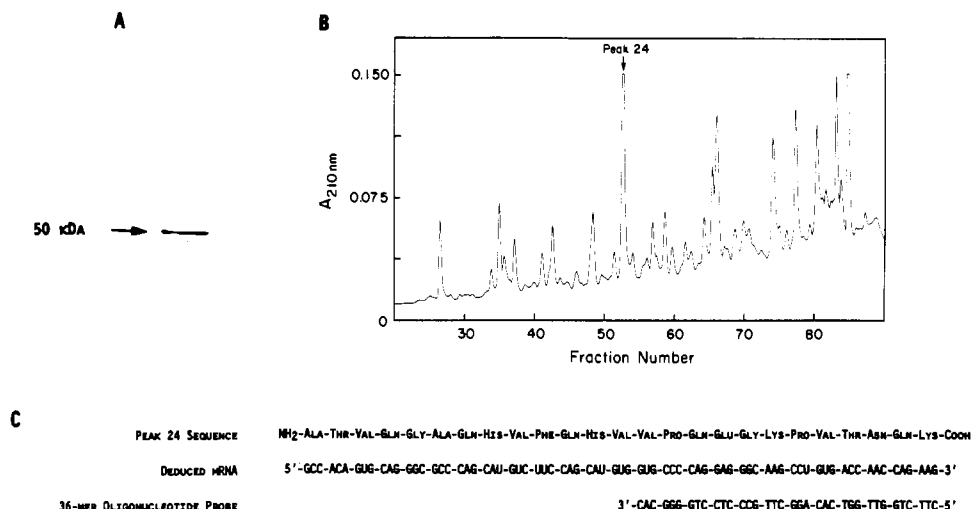 A
B
Peak 24
0.150
0.075
0
A210nm
30 40 50 60 70 80
Fraction Number
50 KDA
C
PEAK 24 SEQUENCE NH2-ALA-THR-VAL-GLN-GLY-ALA-GLN-HIS-VAL-PHE-GLN-HIS-VAL-VAL-PRO-GLN-GLU-GLY-LYS-PRO-VAL-THR-ASN-GLN-LYS-COOH
DEDUCED MRNA 5'-GCC-ACA-GUG-CAG-GGC-GCC-CAG-CAU-GUC-UUC-CAG-CAU-GUG-GUG-CCC-CAG-GAG-GGC-AAG-CCU-GUG-ACC-AAC-CAG-AAG-3'
36-MER OLIGONUCLEOTIDE PROBE 3'-CAC-GGG-GTC-CTC-CCG-TTC-GGA-CAC-TGG-TTG-GTC-TTC-5'